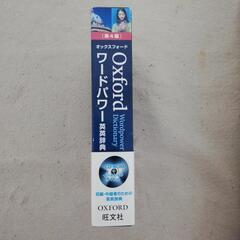 [第4版]
オックスフォード
Oxford
Wordpower
Dictionary
ワードパワー
英英辞典
初級・中級者のための
英英辞典
OXFORD
旺文社